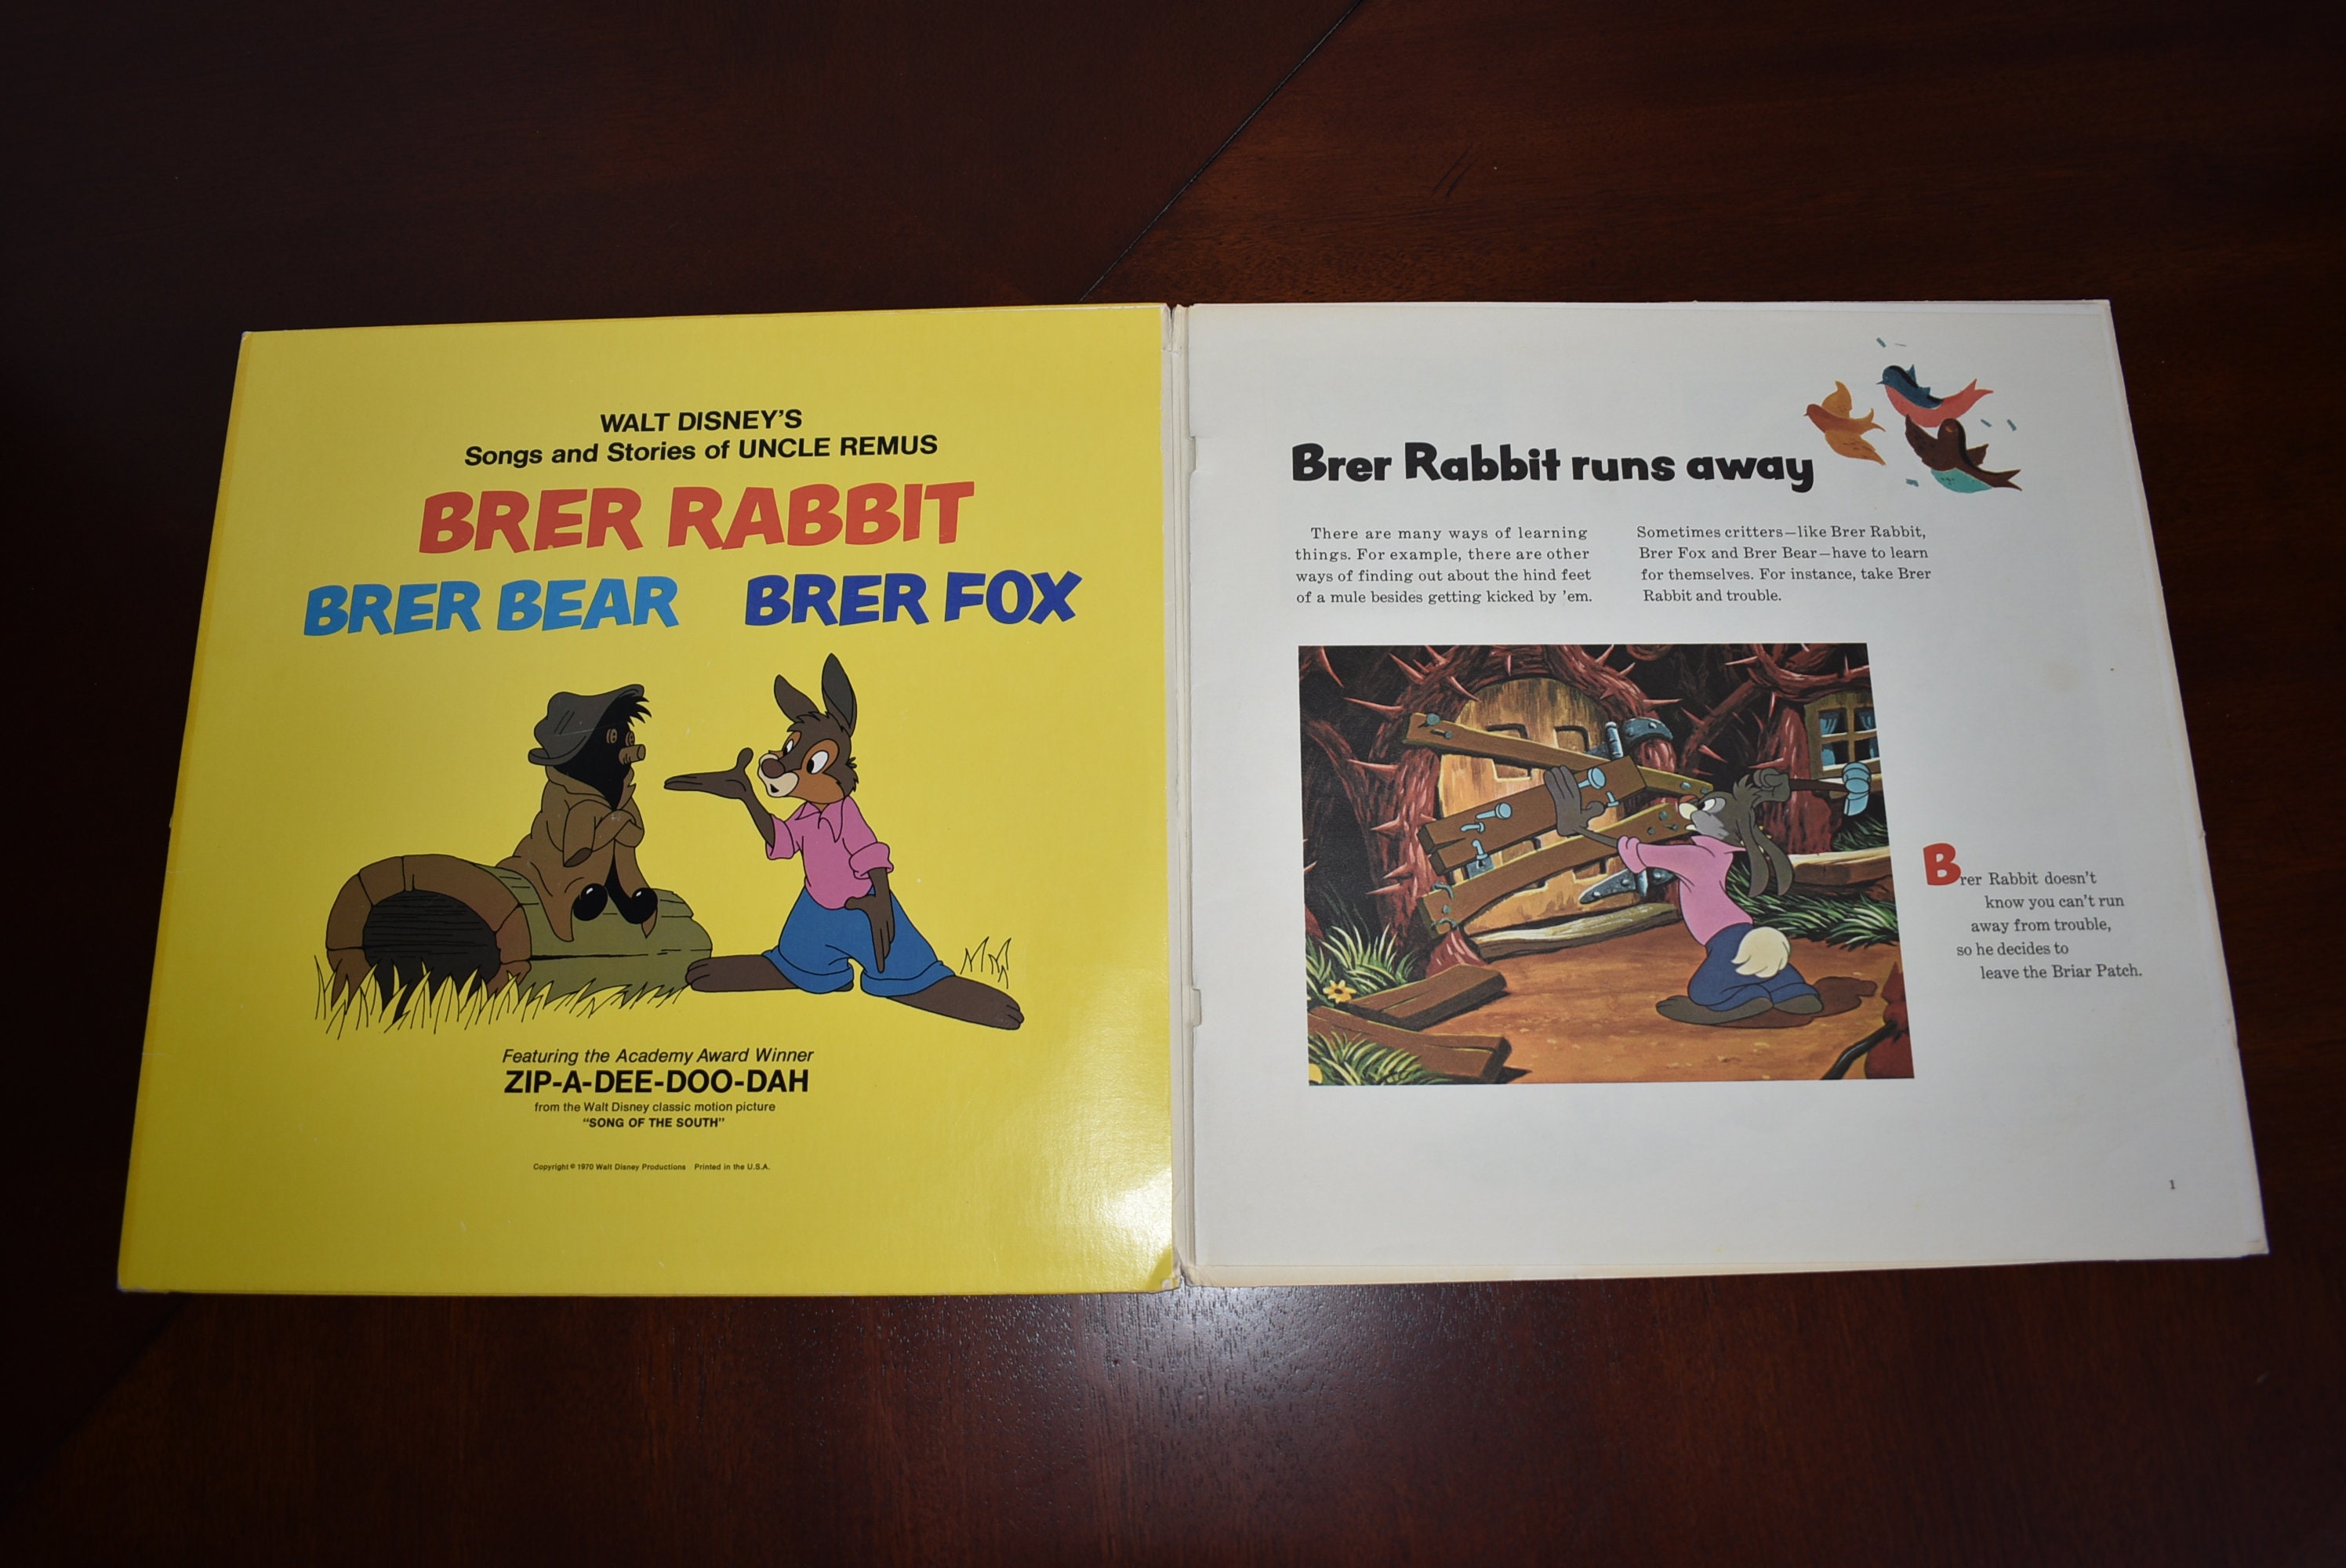 WALT DISNEY'S
Songs and Stories of UNCLE REMUS
BRER RABBIT
BRER BEAR BRER FOX
Featuring the Academy Award Winner
ZIP-A-DEE-DOO-DAH
from the Walt Disney classic motion picture
"SONG OF THE SOUTH"
Copyright © 1970 Walt Disney Productions Printed in the U.S.A.
Brer Rabbit runs away
There are many ways of learning
things. For example, there are other
ways of finding out about the hind feet
of a mule besides getting kicked by 'em.
Sometimes critters—like Brer Rabbit,
Brer Fox and Brer Bear—have to learn
for themselves. For instance, take Brer
Rabbit and trouble.
Brer Rabbit doesn't
know you can't run
away from trouble,
so he decides to
leave the Briar Patch.
1